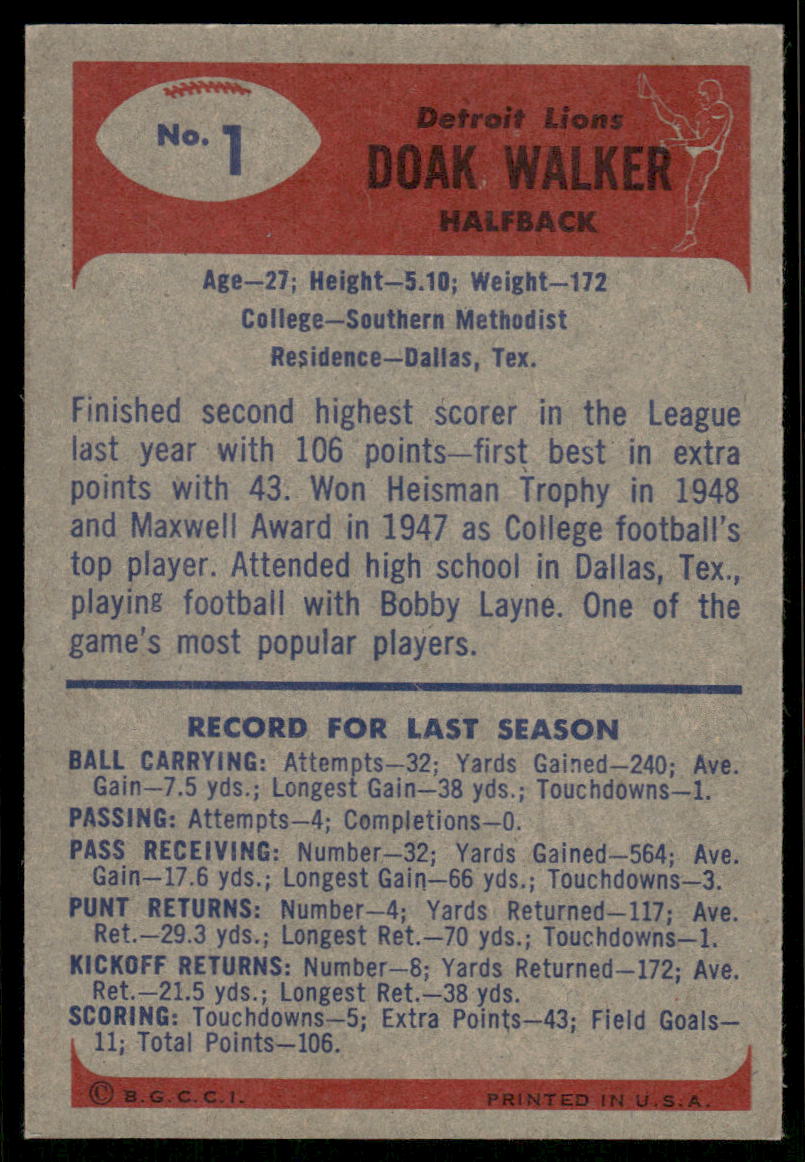 No. 1
Detroit Lions
DOAK WALKER
HALFBACK
Age—27; Height—5.10; Weight—172
College—Southern Methodist
Residence—Dallas, Tex.
Finished second highest scorer in the League
last year with 106 points—first best in extra
points with 43. Won Heisman Trophy in 1948
and Maxwell Award in 1947 as College football's
top player. Attended high school in Dallas, Tex.,
playing football with Bobby Layne. One of the
game's most popular players.
RECORD FOR LAST SEASON
BALL CARRYING: Attempts—32; Yards Gained—240; Ave.
Gain—7.5 yds.; Longest Gain—38 yds.; Touchdowns—1.
PASSING: Attempts—4; Completions—0.
PASS RECEIVING: Number—32; Yards Gained—564; Ave.
Gain—17.6 yds.; Longest Gain—66 yds.; Touchdowns—3.
PUNT RETURNS: Number—4; Yards Returned—117; Ave.
Ret.—29.3 yds.; Longest Ret.—70 yds.; Touchdowns—1.
KICKOFF RETURNS: Number—8; Yards Returned—172; Ave.
Ret.—21.5 yds.; Longest Ret.—38 yds.
SCORING: Touchdowns—5; Extra Points—43; Field Goals—
11; Total Points—106.
© B.G.C.C.I. PRINTED IN U.S.A.